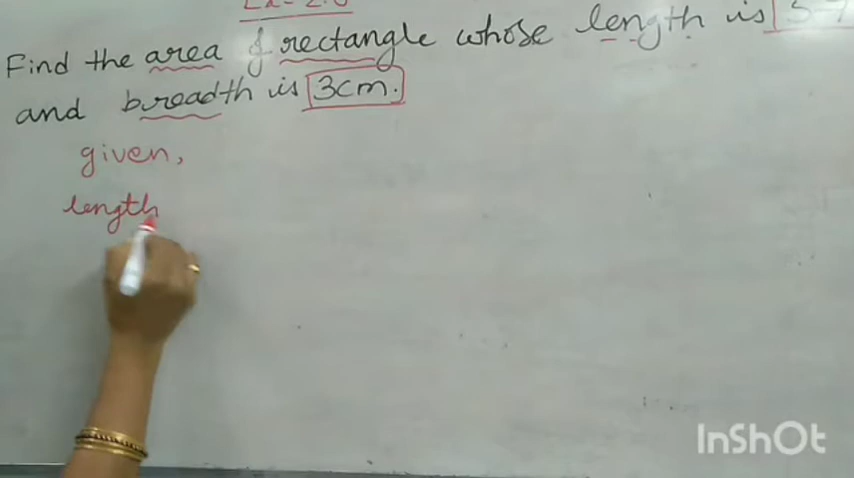 Find the area of rectangle whose length is
and breadth is 3cm.
given,
length
InShOt